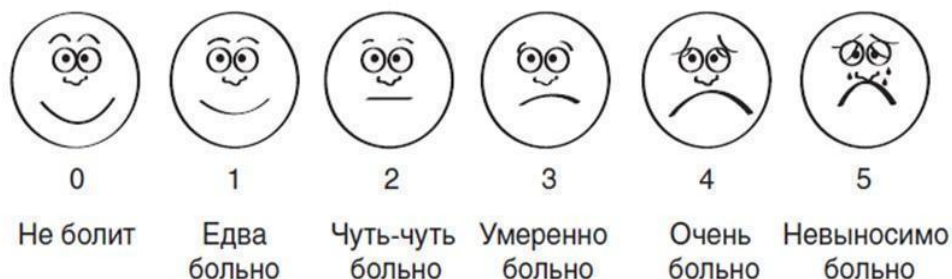 0 1 2 3 4 5
Не болит Едва Чуть-чуть Умеренно Очень Невыносимо
больно больно больно больно больно